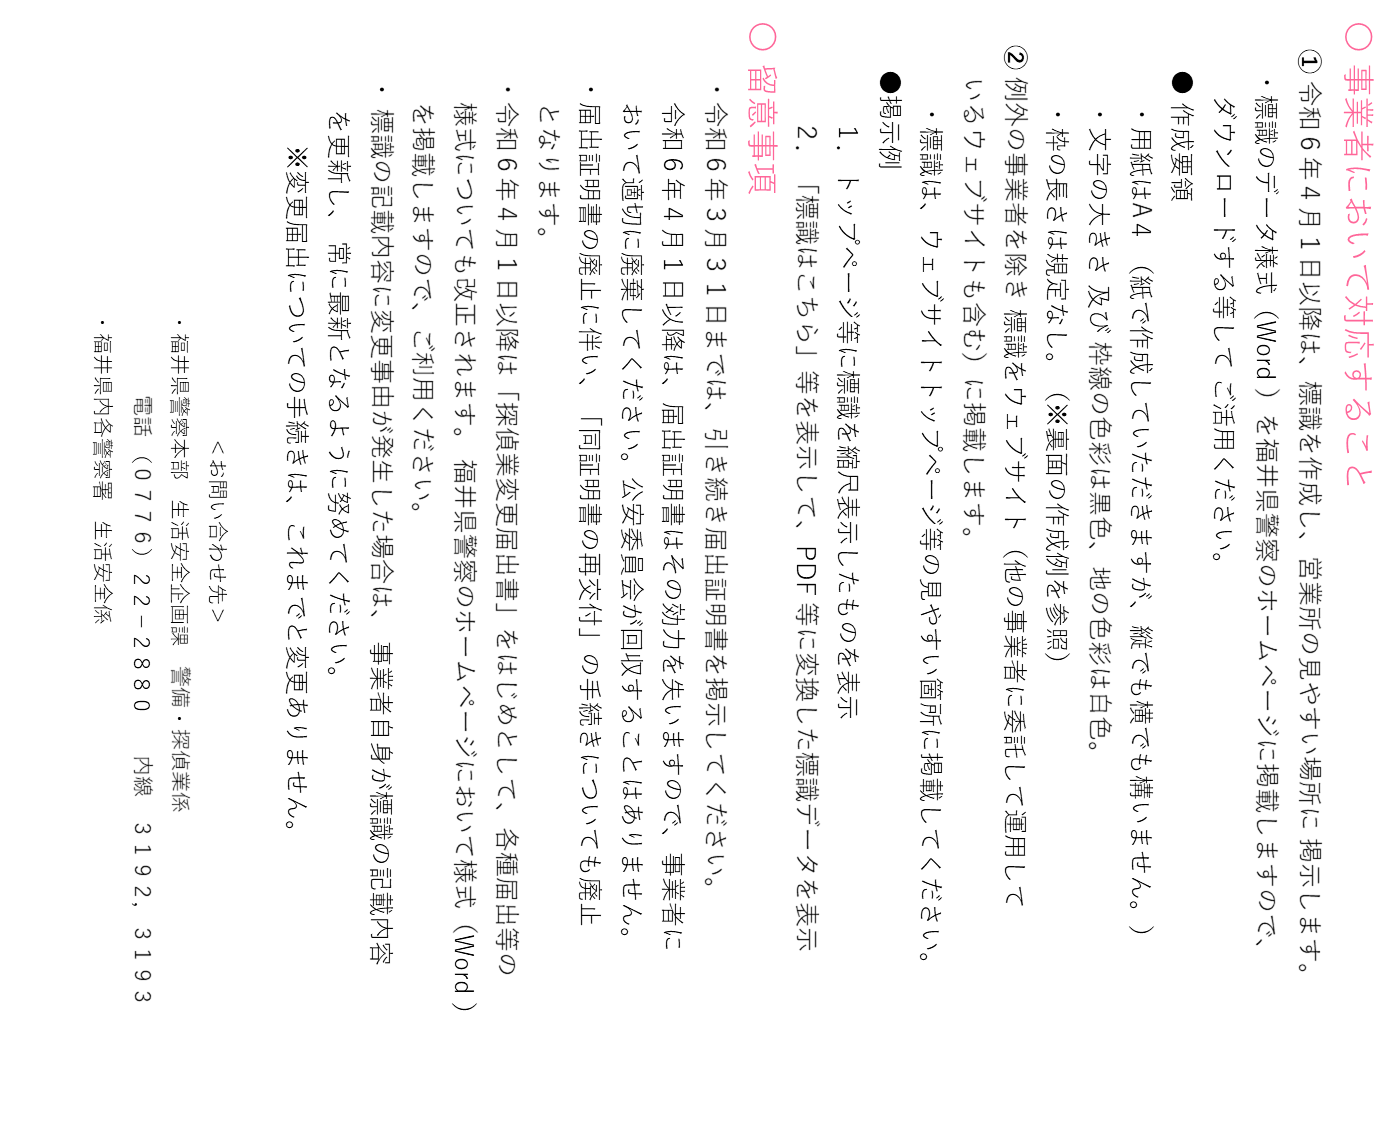 ○ 事業者において対応すること
① 令和６年４月１日以降は、標識を作成し、営業所の見やすい場所に 掲示します。
・標識のデータ様式（Word ）を福井県警察のホームページに掲載しますので、
ダウンロードする等して ご活用ください。
● 作成要領
・用紙はA４　（紙で作成していただきますが、縦でも横でも構いません。）
・文字の大きさ 及び 枠線の色彩は黒色、地の色彩は白色。
・枠の長さは規定なし。　（※裏面の作成例を参照）
② 例外の事業者を除き 標識をウェブサイト（他の事業者に委託して運用して
いるウェブサイトも含む）に掲載します。
・標識は、ウェブサイトトップページ等の見やすい箇所に掲載してください。
●掲示例
１．トップページ等に標識を縮尺表示したものを表示
２．「標識はこちら」等を表示して、PDF 等に変換した標識データを表示
○ 留意事項
・令和６年３月３１日までは、引き続き届出証明書を掲示してください。
令和６年４月１日以降は、届出証明書はその効力を失いますので、事業者に
おいて適切に廃棄してください。公安委員会が回収することはありません。
・届出証明書の廃止に伴い、「同証明書の再交付」の手続きについても廃止
となります。
・令和６年４月１日以降は「探偵業変更届出書」をはじめとして、各種届出等の
様式についても改正されます。福井県警察のホームページにおいて様式（Word ）
を掲載しますので、ご利用ください。
・標識の記載内容に変更事由が発生した場合は、事業者自身が標識の記載内容
を更新し、常に最新となるように努めてください。
※変更届出についての手続きは、これまでと変更ありません。
＜お問い合わせ先＞
・福井県警察本部　生活安全企画課　警備・探偵業係
電話（０７７６）２２－２８８０　　内線　３１９２，３１９３
・福井県内各警察署　生活安全係